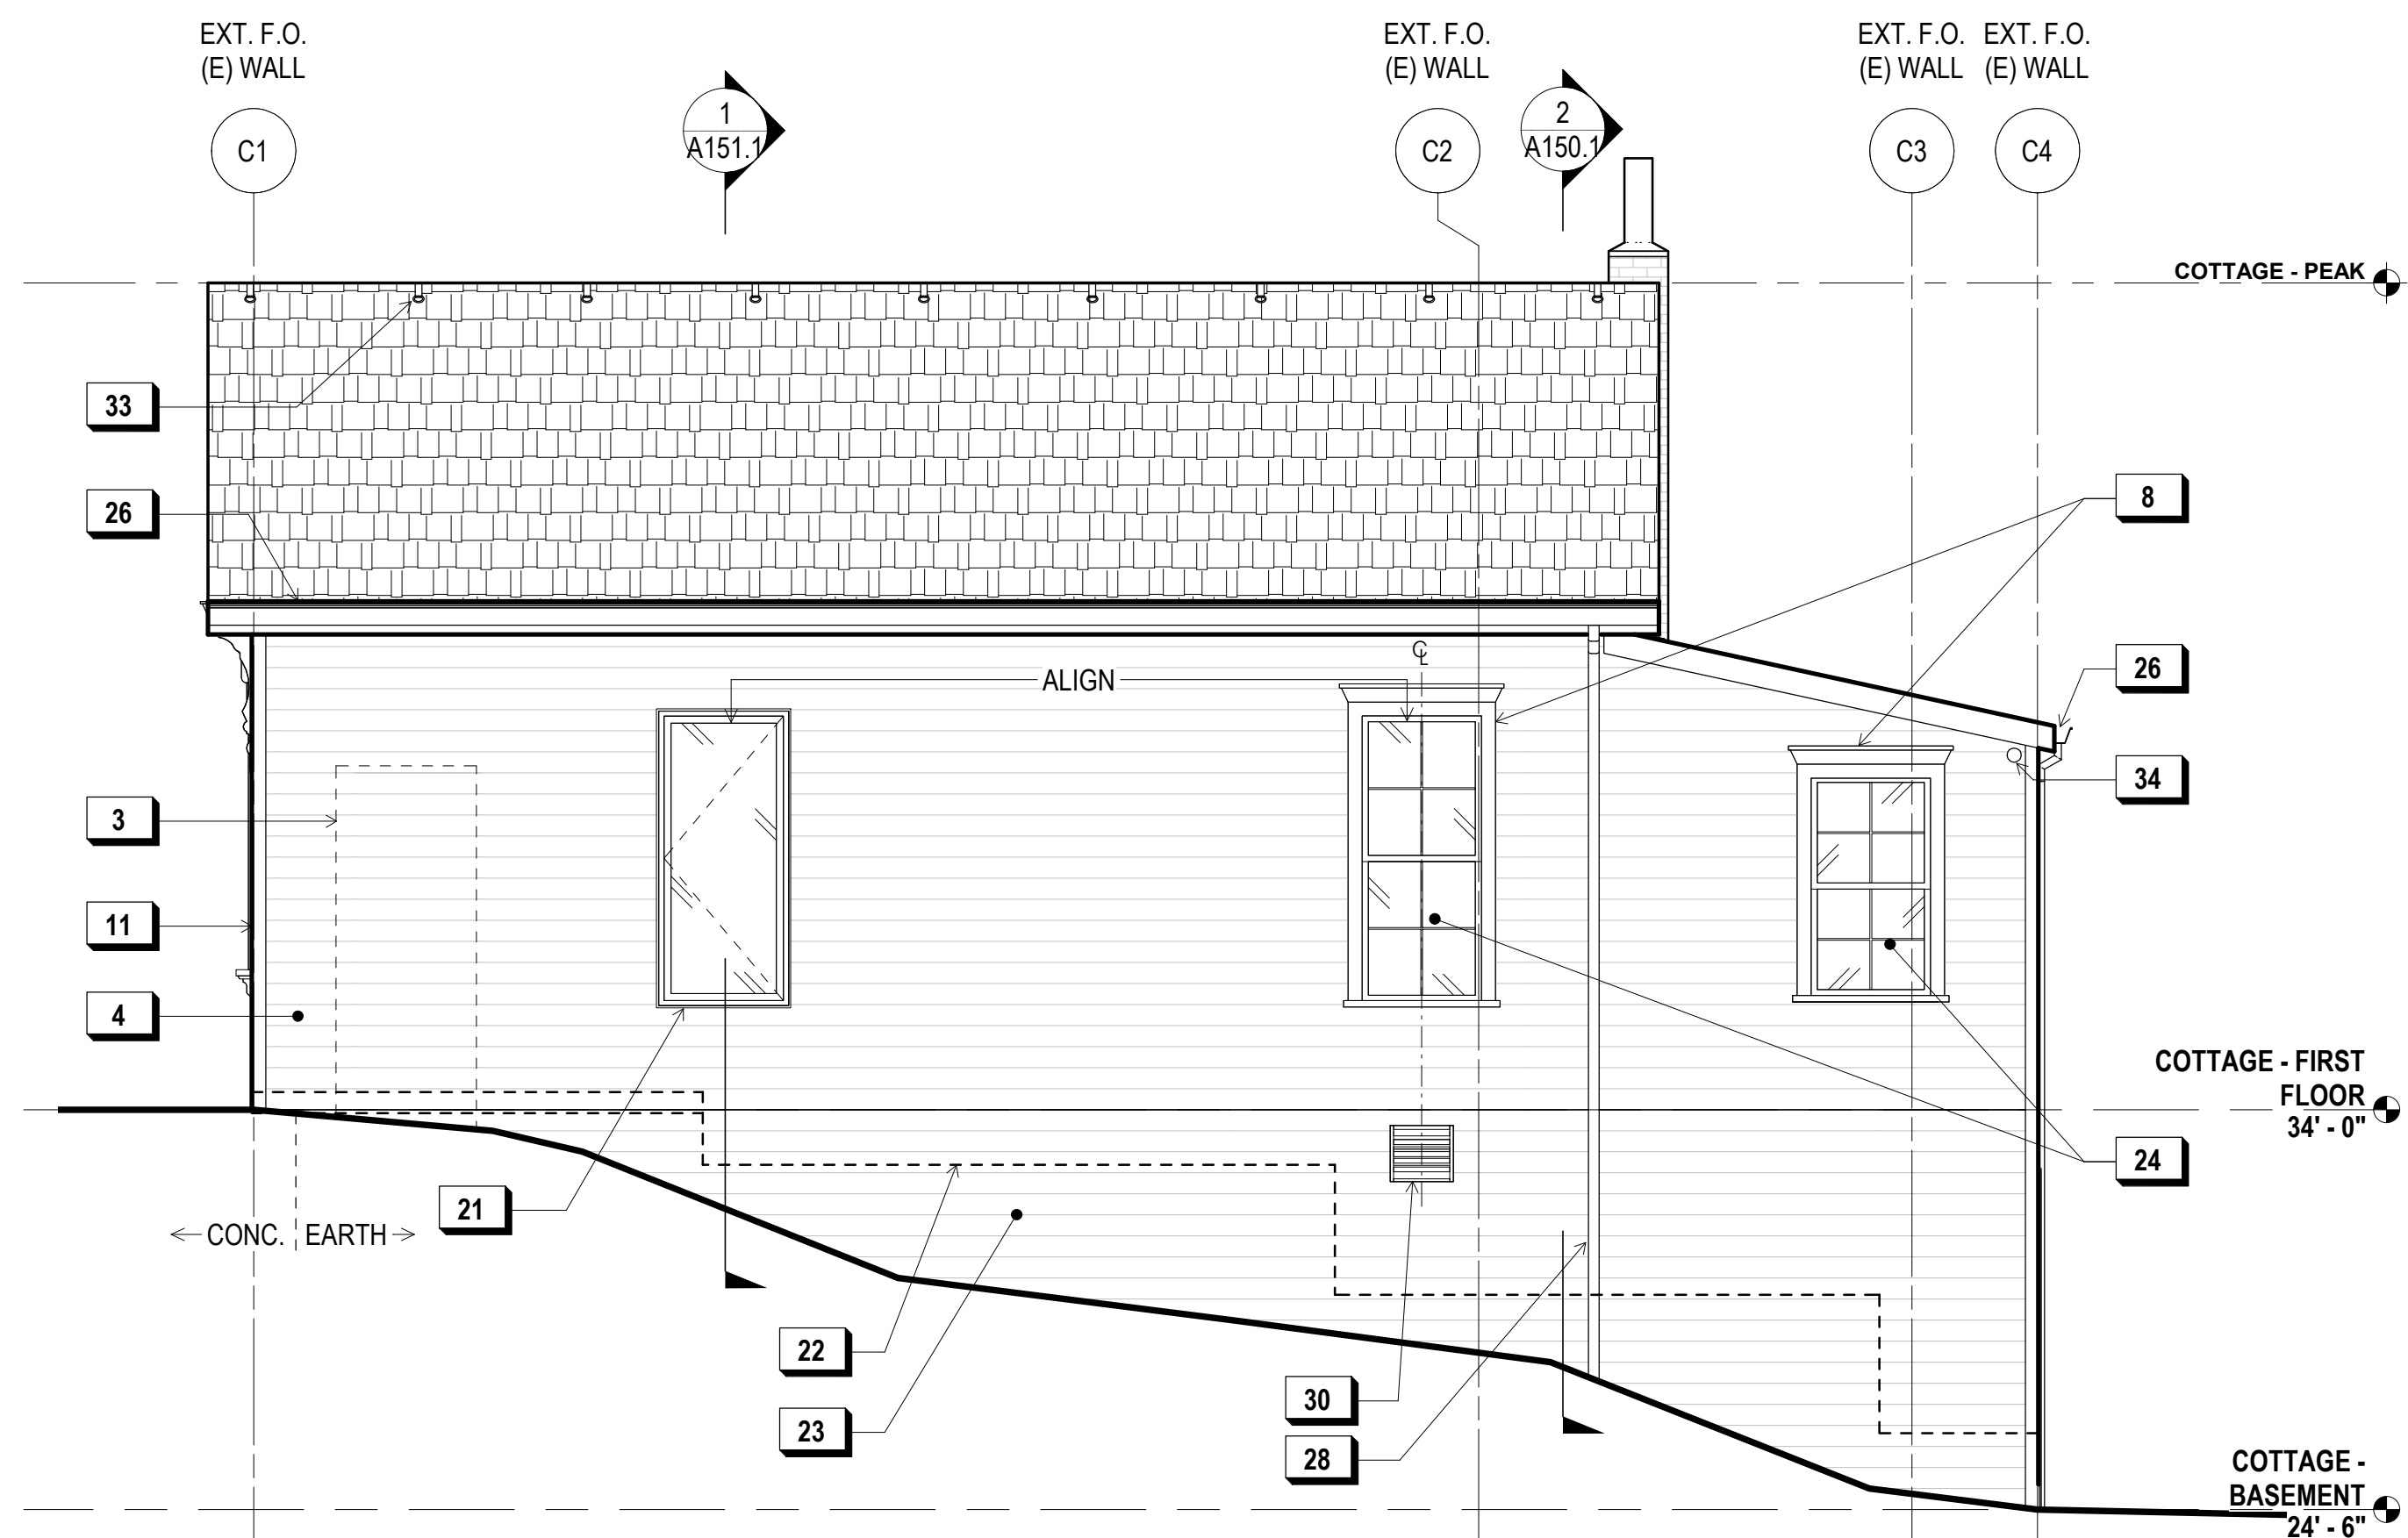 EXT. F.O.
(E) WALL
EXT. F.O.
(E) WALL
EXT. F.O.
(E) WALL
EXT. F.O.
(E) WALL
C1
1
A151.1
C2
2
A150.1
C3
C4
COTTAGE - PEAK
33
26
8
ALIGN
CL
26
34
3
11
4
COTTAGE - FIRST
FLOOR
34' - 0"
24
21
CONC.
EARTH
22
23
30
28
COTTAGE -
BASEMENT
24' - 6"